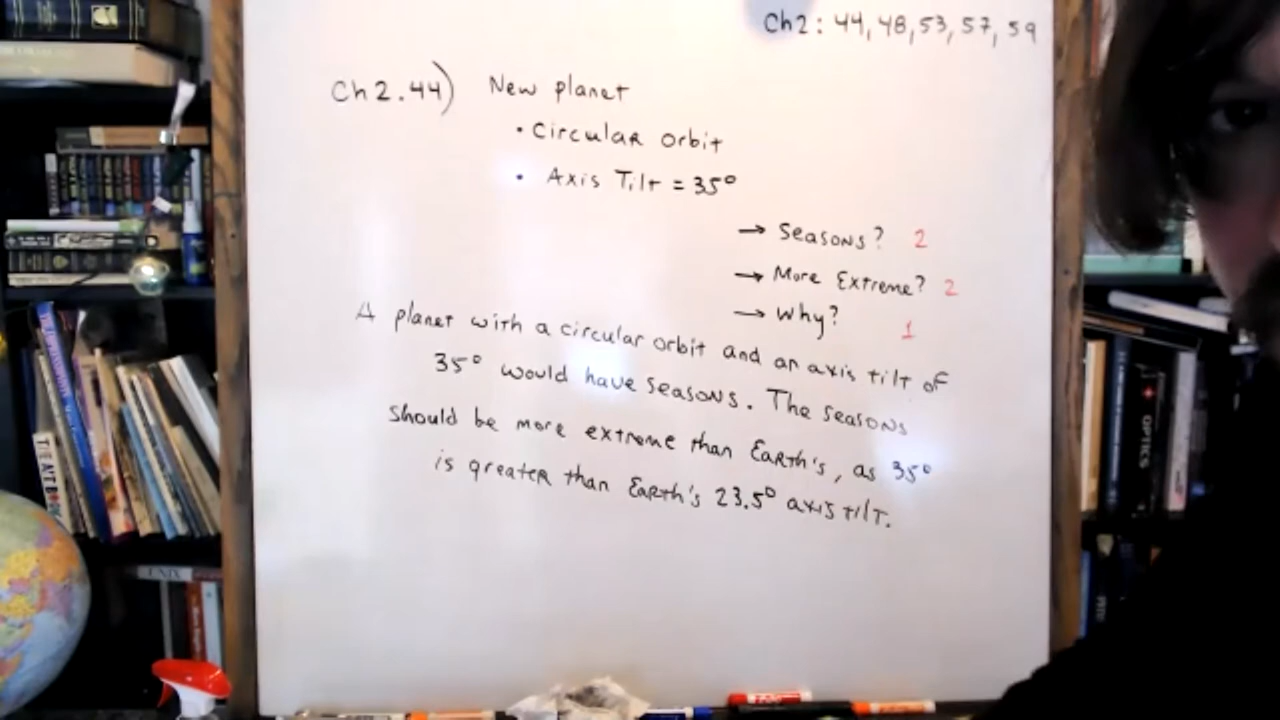 Ch2: 44, 48, 53, 57, 59
Ch 2.44) New planet
• Circular orbit
• Axis Tilt = 35°
→ Seasons? 2
→ More Extreme? 2
→ Why? 1
A planet with a circular orbit and an axis tilt of
35° would have seasons. The seasons
should be more extreme than Earth's, as 35°
is greater than Earth's 23.5° axis tilt.
OPTICS
UNIX